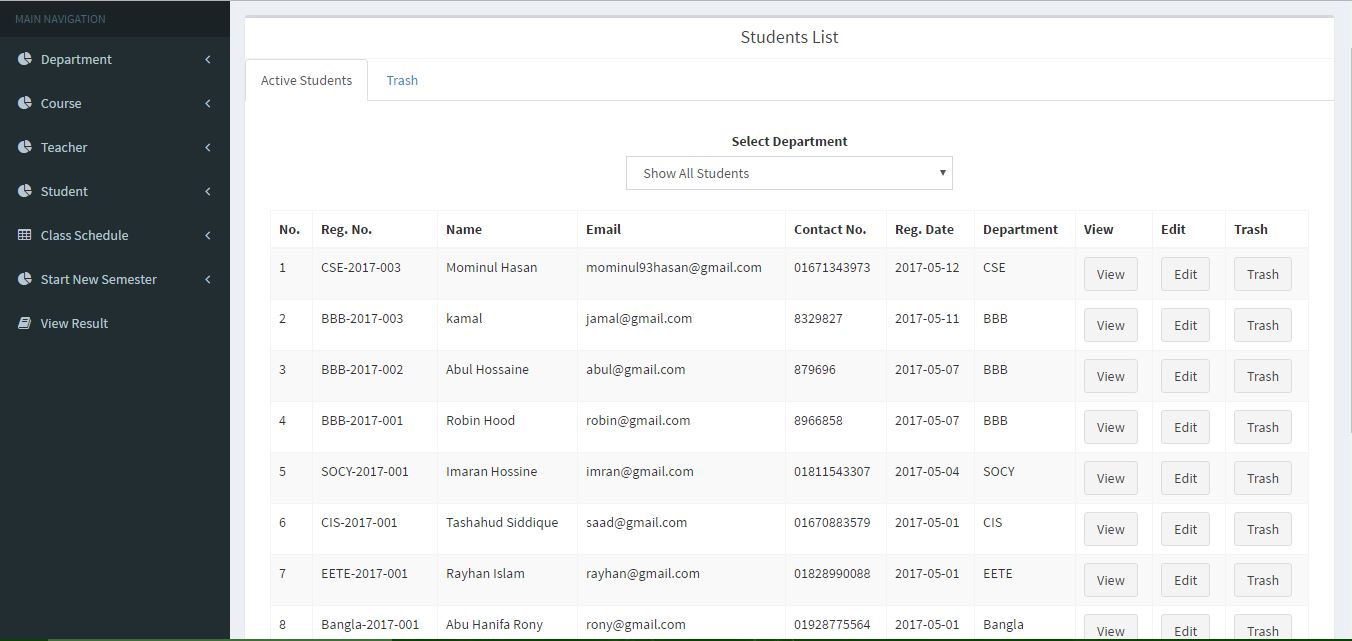 MAIN NAVIGATION
Department
Course
Teacher
Student
Class Schedule
Start New Semester
View Result
Students List
Active Students Trash
Select Department
Show All Students
No. Reg. No. Name Email Contact No. Reg. Date Department View Edit Trash
1 CSE-2017-003 Mominul Hasan mominul93hasan@gmail.com 01671343973 2017-05-12 CSE View Edit Trash
2 BBB-2017-003 kamal jamal@gmail.com 8329827 2017-05-11 BBB View Edit Trash
3 BBB-2017-002 Abul Hossaine abul@gmail.com 879696 2017-05-07 BBB View Edit Trash
4 BBB-2017-001 Robin Hood robin@gmail.com 8966858 2017-05-07 BBB View Edit Trash
5 SOCY-2017-001 Imaran Hossine imran@gmail.com 01811543307 2017-05-04 SOCY View Edit Trash
6 CIS-2017-001 Tashahud Siddique saad@gmail.com 01670883579 2017-05-01 CIS View Edit Trash
7 EETE-2017-001 Rayhan Islam rayhan@gmail.com 01828990088 2017-05-01 EETE View Edit Trash
8 Bangla-2017-001 Abu Hanifa Rony rony@gmail.com 01928775564 2017-05-01 Bangla View Edit Trash